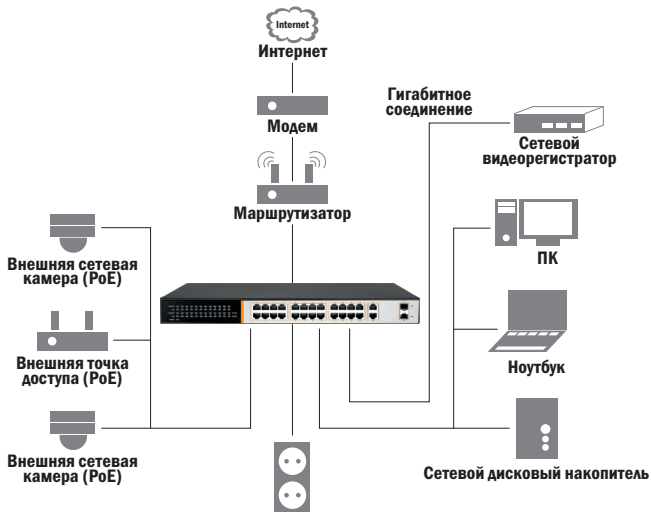 Internet
Интернет
Модем
Маршрутизатор
Гигабитное
соединение
Сетевой
видеорегистратор
Внешняя сетевая
камера (PoE)
ПК
Внешняя точка
доступа (PoE)
Ноутбук
Внешняя сетевая
камера (PoE)
Сетевой дисковый накопитель